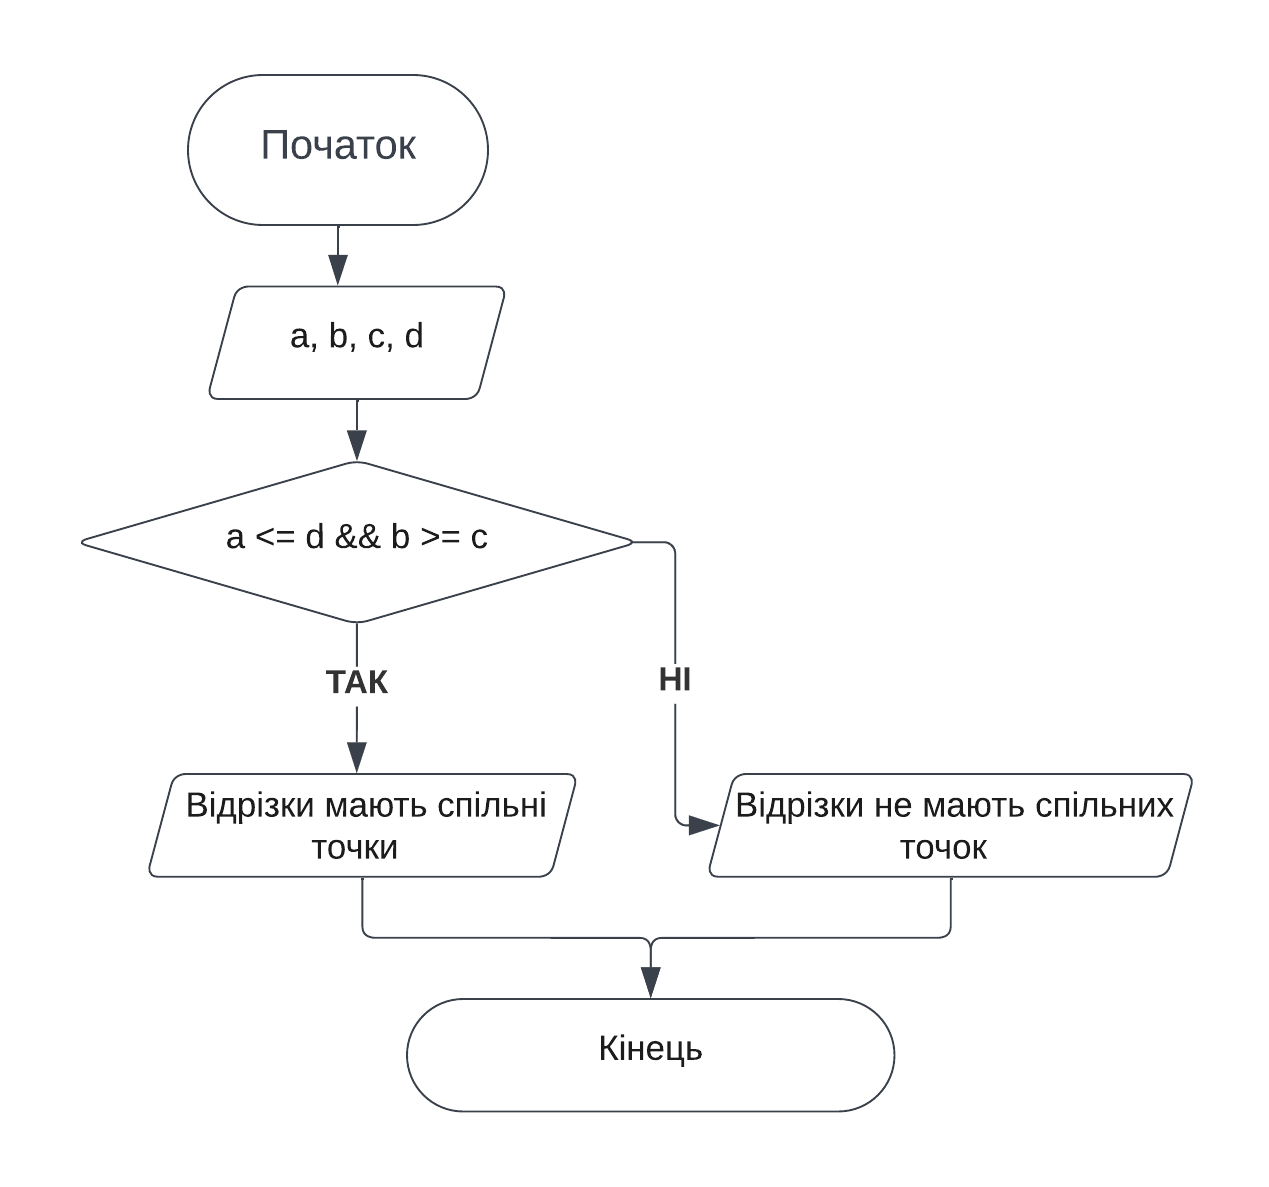 Початок
a, b, c, d
a <= d && b >= c
ТАК
НІ
Відрізки мають спільні
точки
Відрізки не мають спільних
точок
Кінець